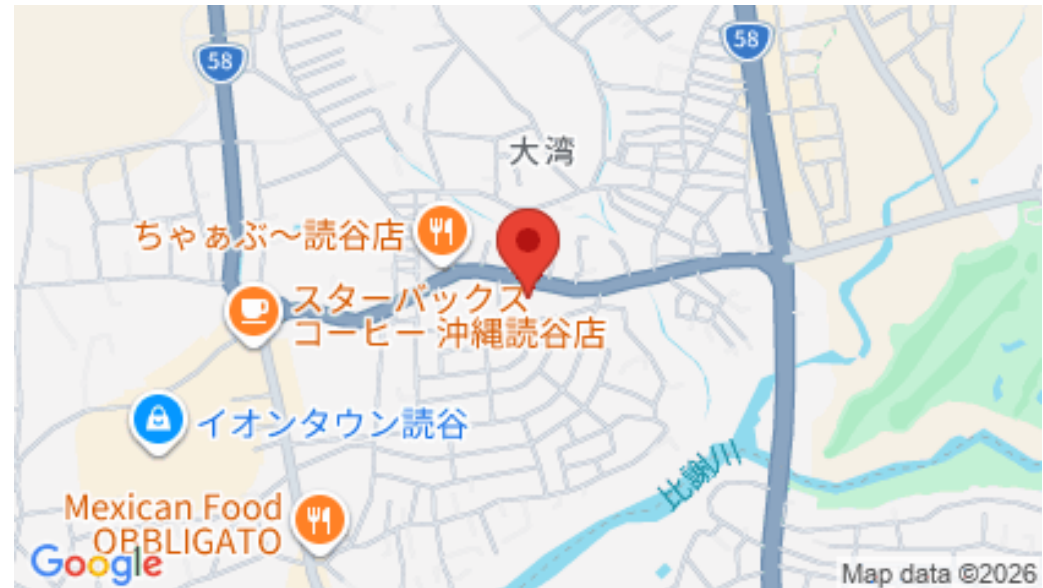 58
58
大湾
ちゃぁぶ～読谷店
スターバックス
コーヒー 沖縄読谷店
イオンタウン読谷
比謝川
Mexican Food
OBBLIGATO
Google
Map data ©2026